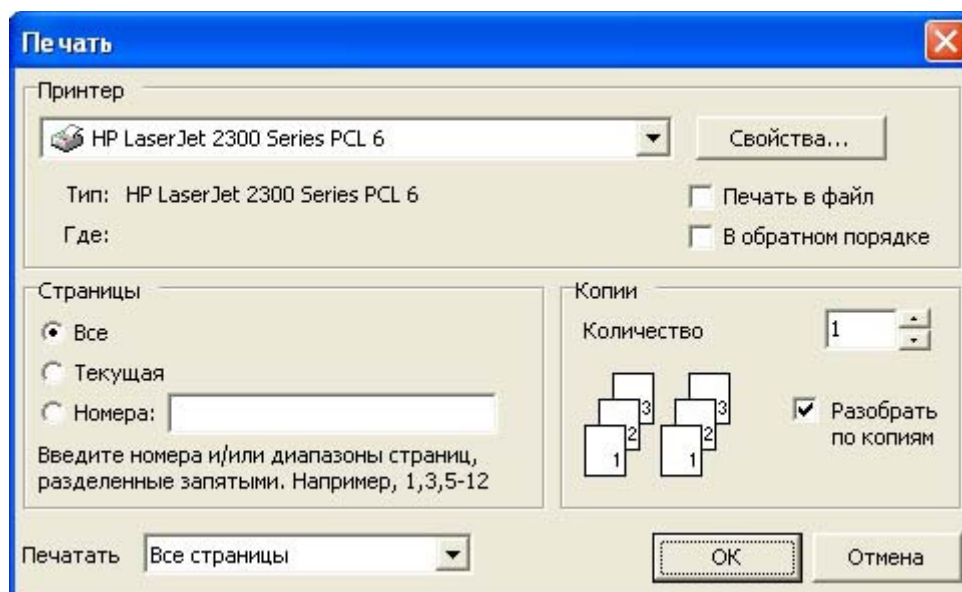 Печать
Принтер
HP LaserJet 2300 Series PCL 6
Свойства...
Тип: HP LaserJet 2300 Series PCL 6
Печать в файл
Где:
В обратном порядке
Страницы
Все
Текущая
Номера:
Введите номера и/или диапазоны страниц,
разделенные запятыми. Например, 1,3,5-12
Копии
Количество
1
3
2
1
3
2
1
Разобрать
по копиям
Печатать
Все страницы
ОК
Отмена